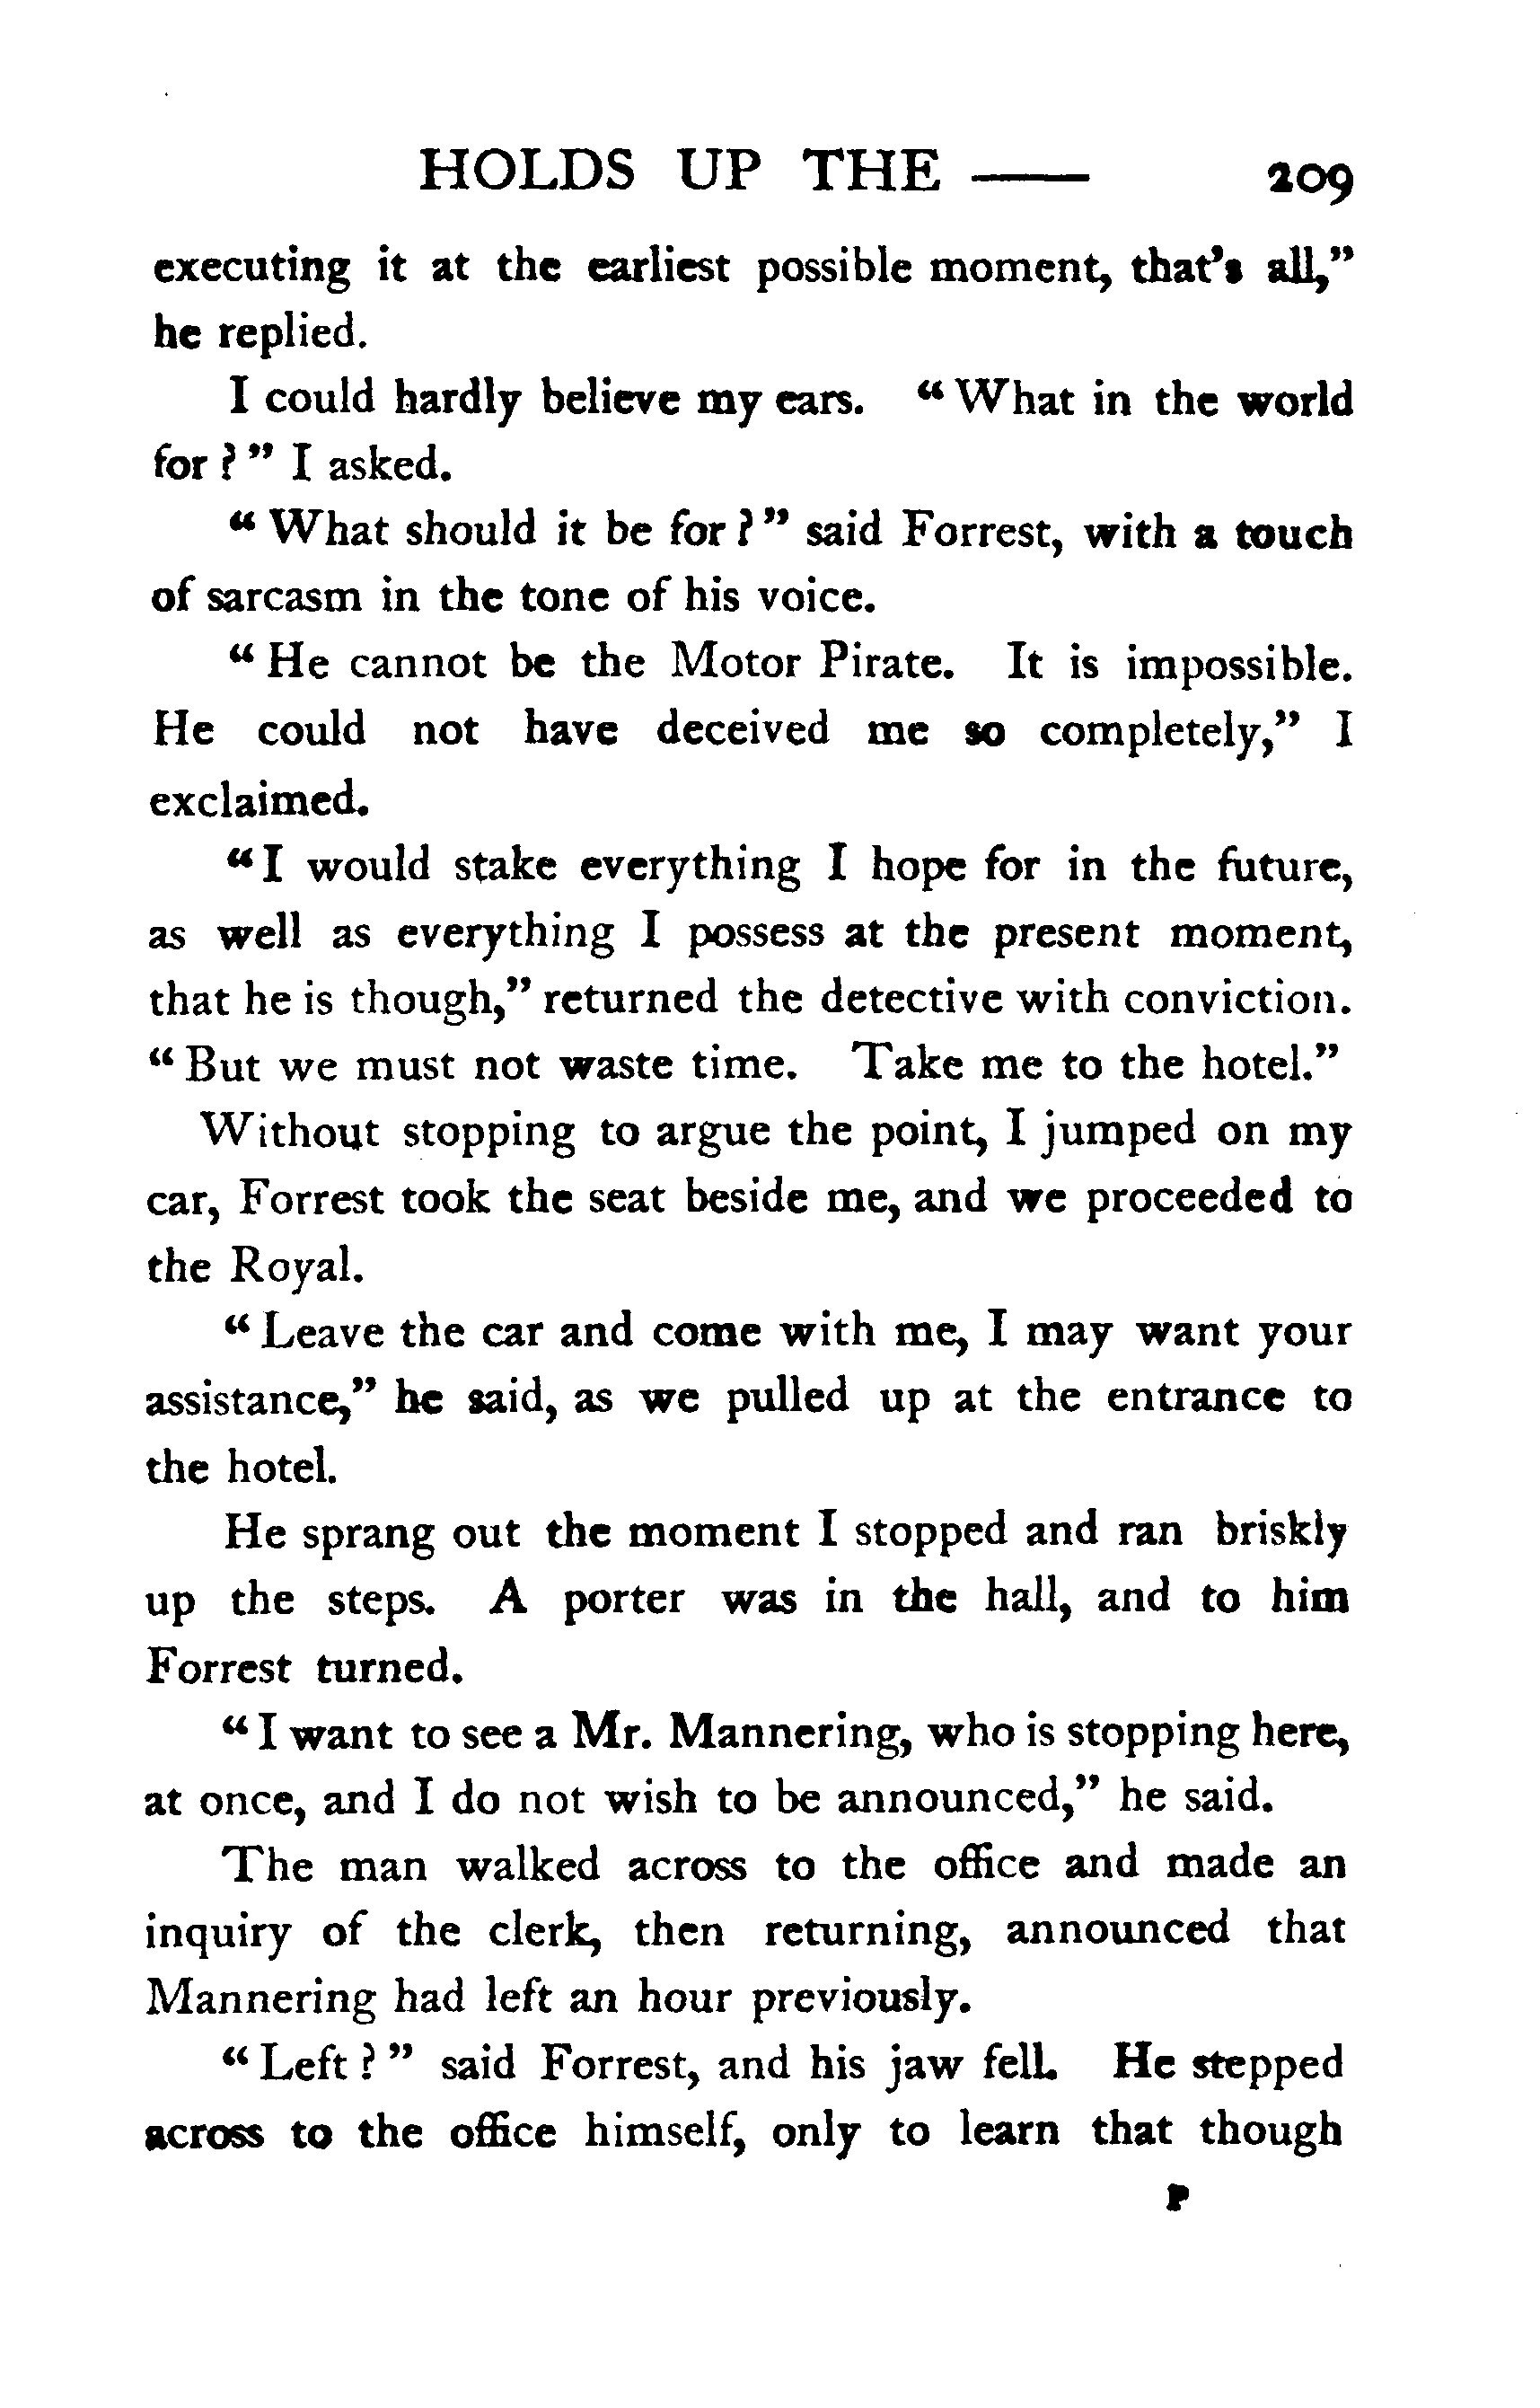 HOLDS UP THE —— 209
executing it at the earliest possible moment, that's all,"
he replied.
I could hardly believe my ears. "What in the world
for?" I asked.
"What should it be for?" said Forrest, with a touch
of sarcasm in the tone of his voice.
"He cannot be the Motor Pirate. It is impossible.
He could not have deceived me so completely," I
exclaimed.
"I would stake everything I hope for in the future,
as well as everything I possess at the present moment,
that he is though," returned the detective with conviction.
"But we must not waste time. Take me to the hotel."
Without stopping to argue the point, I jumped on my
car, Forrest took the seat beside me, and we proceeded to
the Royal.
"Leave the car and come with me, I may want your
assistance," he said, as we pulled up at the entrance to
the hotel.
He sprang out the moment I stopped and ran briskly
up the steps. A porter was in the hall, and to him
Forrest turned.
"I want to see a Mr. Mannering, who is stopping here,
at once, and I do not wish to be announced," he said.
The man walked across to the office and made an
inquiry of the clerk, then returning, announced that
Mannering had left an hour previously.
"Left?" said Forrest, and his jaw fell. He stepped
across to the office himself, only to learn that though
P